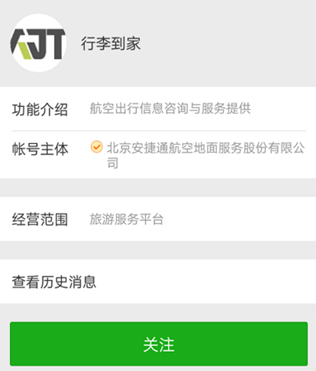 AJT
行李到家
功能介绍 航空出行信息咨询与服务提供
帐号主体 北京安捷通航空地面服务股份有限公
司
经营范围 旅游服务平台
查看历史消息
关注